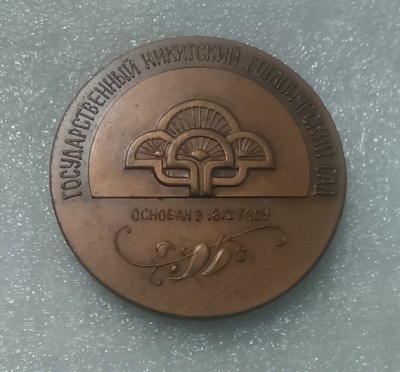 ГОСУДАРСТВЕННЫЙ НИКИТСКИЙ БОТАНИЧЕСКИЙ САД
ОСНОВАН В 1812 ГОДУ